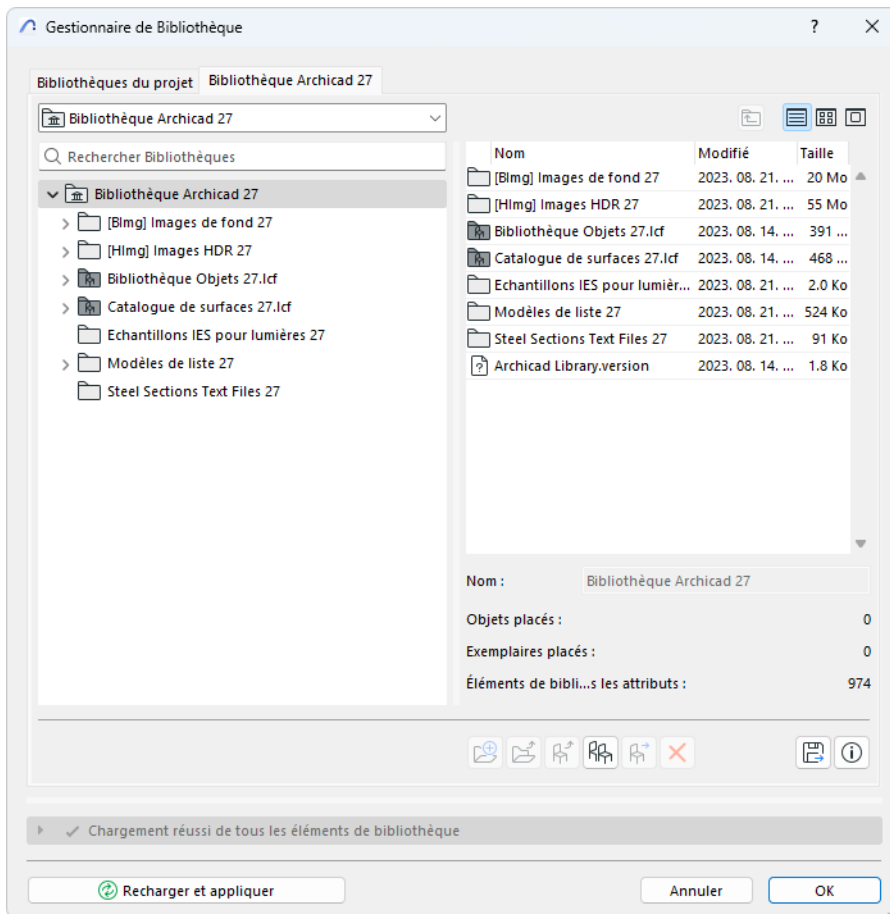 Gestionnaire de Bibliothèque
?
Bibliothèques du projet
Bibliothèque Archicad 27
Bibliothèque Archicad 27
Rechercher Bibliothèques
Bibliothèque Archicad 27
[BImg] Images de fond 27
[HImg] Images HDR 27
Bibliothèque Objets 27.lcf
Catalogue de surfaces 27.lcf
Echantillons IES pour lumières 27
Modèles de liste 27
Steel Sections Text Files 27
Nom Modifié Taille
[BImg] Images de fond 27 2023. 08. 21. ... 20 Mo
[HImg] Images HDR 27 2023. 08. 21. ... 55 Mo
Bibliothèque Objets 27.lcf 2023. 08. 14. ... 391 ...
Catalogue de surfaces 27.lcf 2023. 08. 14. ... 468 ...
Echantillons IES pour lumièr... 2023. 08. 21. ... 2.0 Ko
Modèles de liste 27 2023. 08. 21. ... 524 Ko
Steel Sections Text Files 27 2023. 08. 21. ... 91 Ko
Archicad Library.version 2023. 08. 14. ... 1.8 Ko
Nom : Bibliothèque Archicad 27
Objets placés : 0
Exemplaires placés : 0
Éléments de bibli...s les attributs : 974
Chargement réussi de tous les éléments de bibliothèque
Recharger et appliquer
Annuler
OK